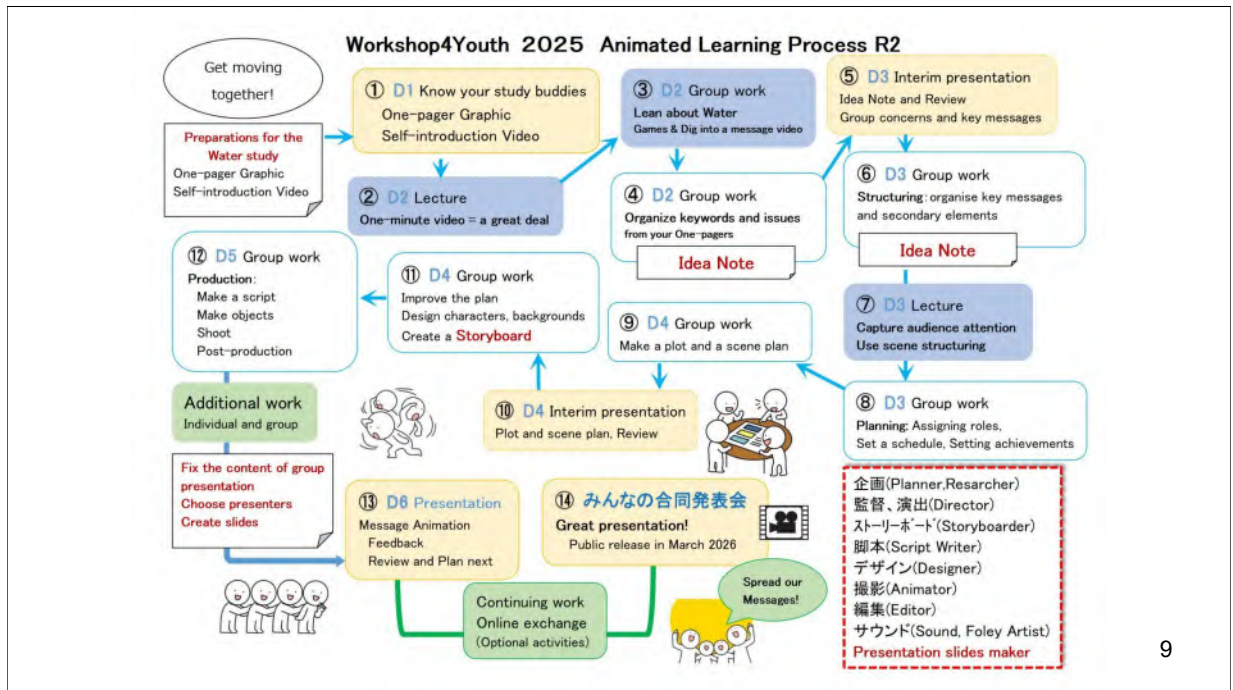 Workshop4Youth 2025 Animated Learning Process R2
Get moving
together!
Preparations for the
Water study
One-pager Graphic
Self-introduction Video
① D1 Know your study buddies
One-pager Graphic
Self-introduction Video
② D2 Lecture
One-minute video = a great deal
③ D2 Group work
Lean about Water
Games & Dig into a message video
④ D2 Group work
Organize keywords and issues
from your One-pagers
Idea Note
⑤ D3 Interim presentation
Idea Note and Review
Group concerns and key messages
⑥ D3 Group work
Structuring: organise key messages
and secondary elements
Idea Note
⑦ D3 Lecture
Capture audience attention
Use scene structuring
⑧ D3 Group work
Planning: Assigning roles,
Set a schedule, Setting achievements
⑨ D4 Group work
Make a plot and a scene plan
⑩ D4 Interim presentation
Plot and scene plan, Review
⑪ D4 Group work
Improve the plan
Design characters, backgrounds
Create a Storyboard
⑫ D5 Group work
Production:
Make a script
Make objects
Shoot
Post-production
Additional work
Individual and group
Fix the content of group
presentation
Choose presenters
Create slides
⑬ D6 Presentation
Message Animation
Feedback
Review and Plan next
⑭ みんなの合同発表会
Great presentation!
Public release in March 2026
Continuing work
Online exchange
(Optional activities)
Spread our
Messages!
企画(Planner,Resarcher)
監督、演出(Director)
ｽﾄｰﾘｰﾎﾞｰﾄﾞ(Storyboarder)
脚本(Script Writer)
デザイン(Designer)
撮影(Animator)
編集(Editor)
サウンド(Sound, Foley Artist)
Presentation slides maker
9